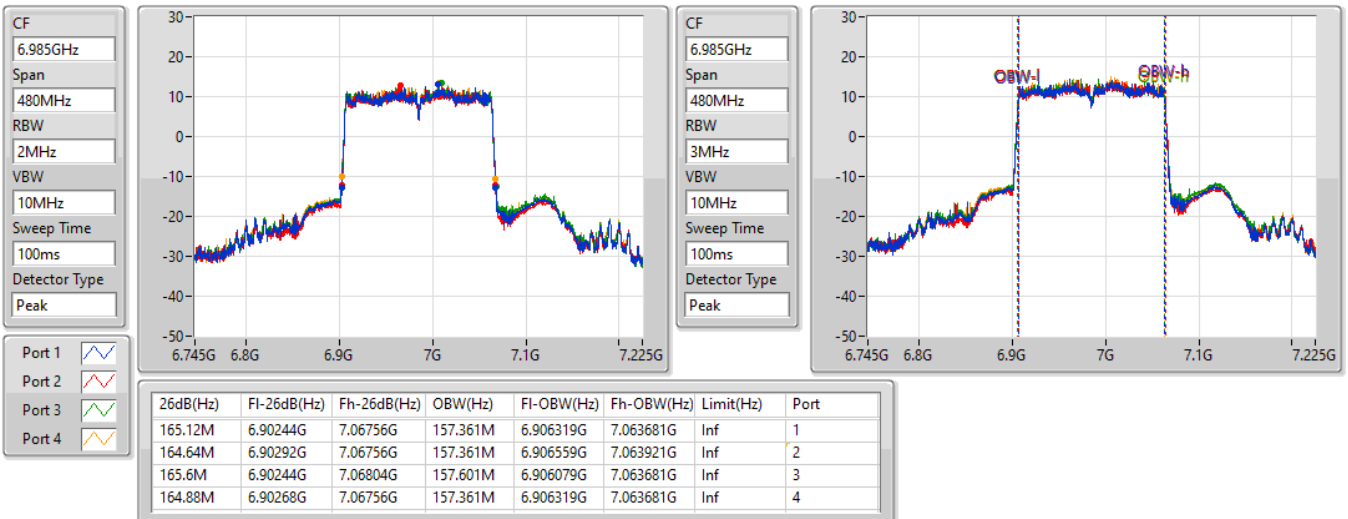 CF
6.985GHz
Span
480MHz
RBW
2MHz
VBW
10MHz
Sweep Time
100ms
Detector Type
Peak
30
20
10
0
-10
-20
-30
-40
-50
6.745G 6.8G 6.9G 7G 7.1G 7.225G
CF
6.985GHz
Span
480MHz
RBW
3MHz
VBW
10MHz
Sweep Time
100ms
Detector Type
Peak
30
20
10
0
-10
-20
-30
-40
-50
OBW-l OBW-h
6.745G 6.8G 6.9G 7G 7.1G 7.225G
Port 1
Port 2
Port 3
Port 4
26dB(Hz) Fl-26dB(Hz) Fh-26dB(Hz) OBW(Hz) Fl-OBW(Hz) Fh-OBW(Hz) Limit(Hz) Port
165.12M 6.90244G 7.06756G 157.361M 6.906319G 7.063681G Inf 1
164.64M 6.90292G 7.06756G 157.361M 6.906559G 7.063921G Inf 2
165.6M 6.90244G 7.06804G 157.601M 6.906079G 7.063681G Inf 3
164.88M 6.90268G 7.06756G 157.361M 6.906319G 7.063681G Inf 4